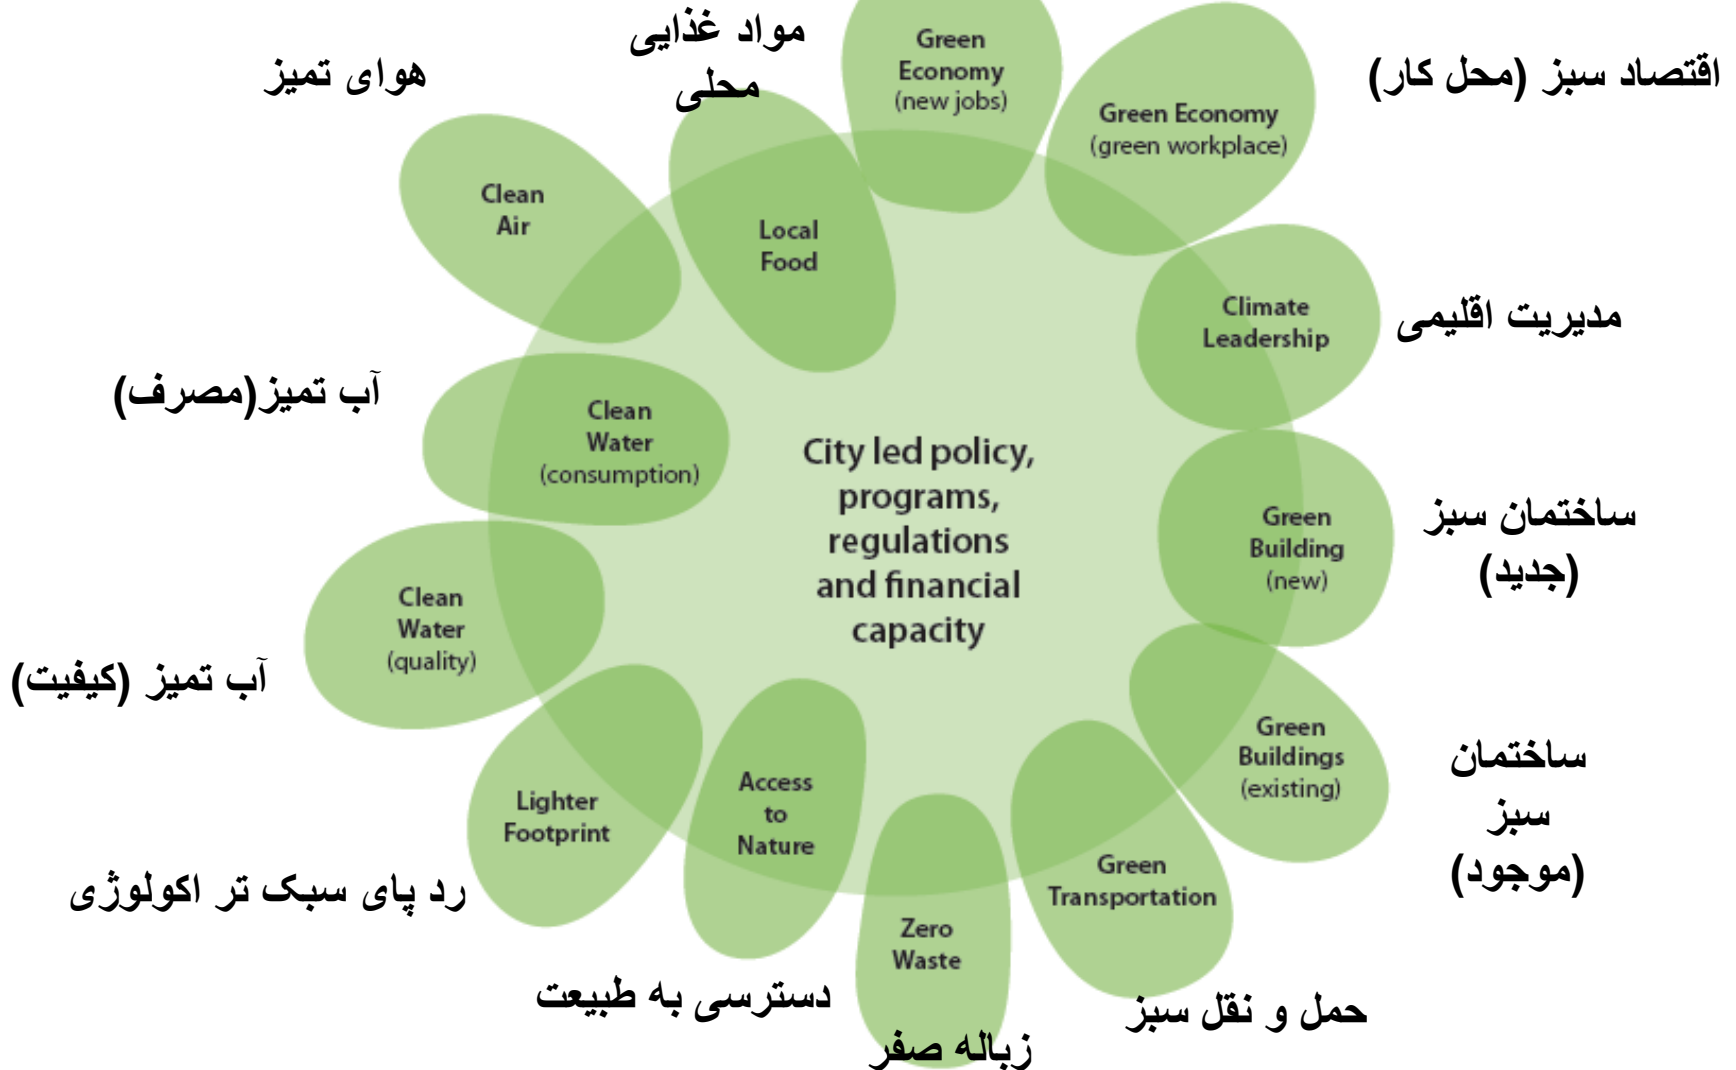 مواد غذایی
محلی
هوای تمیز
Green
Economy
(new jobs)
Green Economy
(green workplace)
اقتصاد سبز (محل کار)
Clean
Air
Local
Food
Climate
Leadership
مدیریت اقلیمی
آب تمیز(مصرف)
Clean
Water
(consumption)
City led policy,
programs,
regulations
and financial
capacity
Green
Building
(new)
ساختمان سبز
(جدید)
Clean
Water
(quality)
آب تمیز (کیفیت)
Green
Buildings
(existing)
ساختمان
سبز
(موجود)
Lighter
Footprint
رد پای سبک تر اکولوژی
Access
to
Nature
دسترسی به طبیعت
Zero
Waste
زباله صفر
Green
Transportation
حمل و نقل سبز